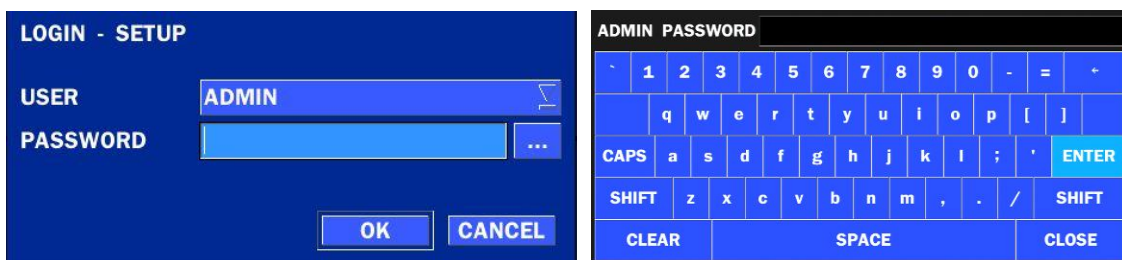 LOGIN - SETUP
USER ADMIN
PASSWORD ...
OK CANCEL
ADMIN PASSWORD
` 1 2 3 4 5 6 7 8 9 0 - = ←
q w e r t y u i o p [ ]
CAPS a s d f g h j k l ; ' ENTER
SHIFT z x c v b n m , . / SHIFT
CLEAR SPACE CLOSE